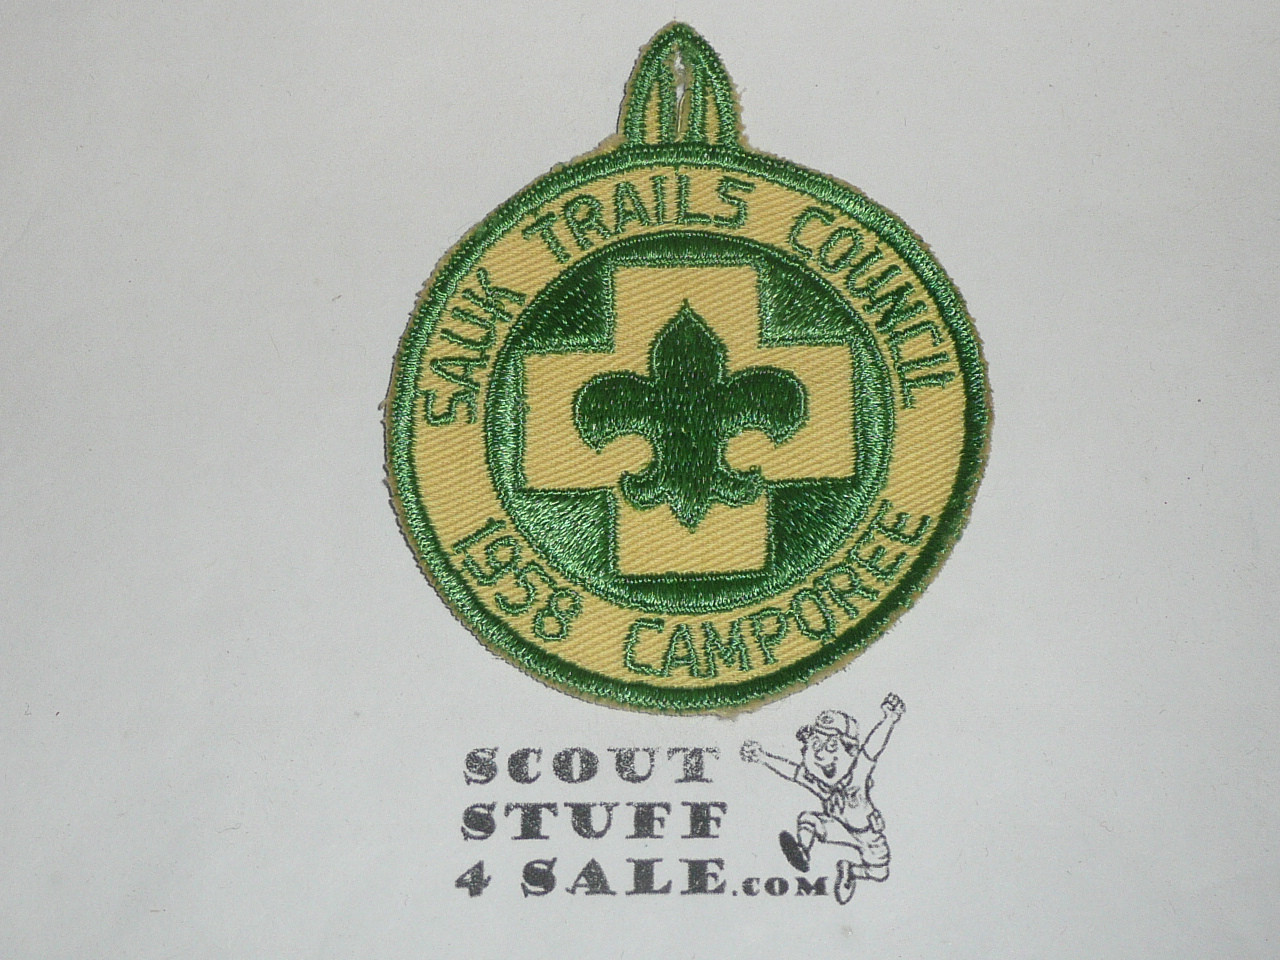 SAUK TRAILS COUNCIL
1958 CAMPOREE
SCOUT
STUFF
4 SALE.COM